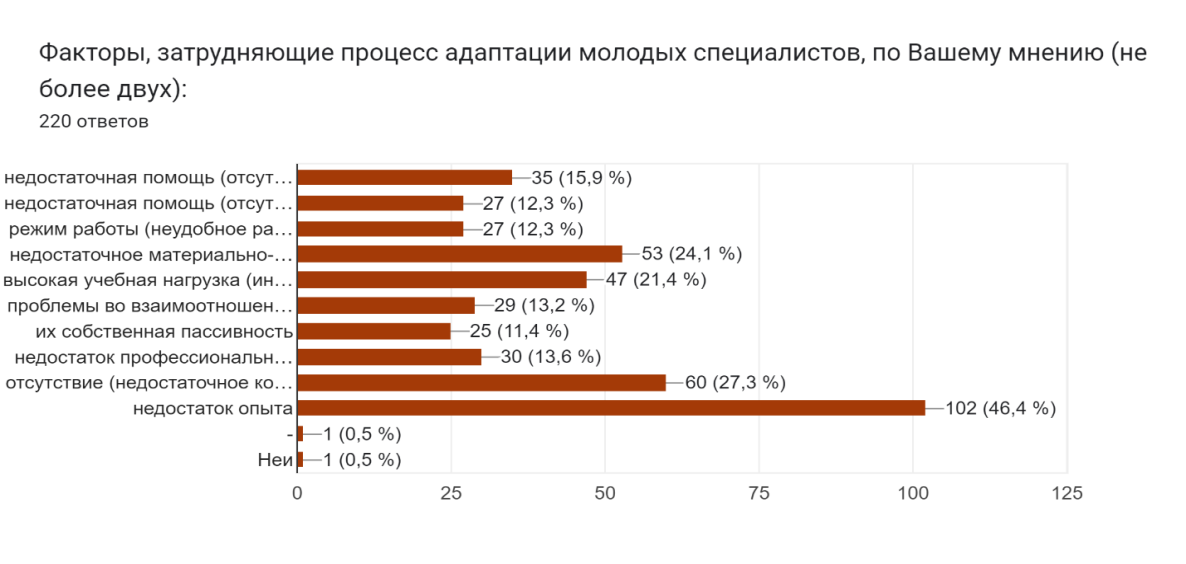 Факторы, затрудняющие процесс адаптации молодых специалистов, по Вашему мнению (не
более двух):
220 ответов
недостаточная помощь (отсут… 35 (15,9 %)
недостаточная помощь (отсут… 27 (12,3 %)
режим работы (неудобное ра… 27 (12,3 %)
недостаточное материально-… 53 (24,1 %)
высокая учебная нагрузка (ин… 47 (21,4 %)
проблемы во взаимоотношен… 29 (13,2 %)
их собственная пассивность 25 (11,4 %)
недостаток профессиональн… 30 (13,6 %)
отсутствие (недостаточное ко… 60 (27,3 %)
недостаток опыта 102 (46,4 %)
- 1 (0,5 %)
Неи 1 (0,5 %)
0 25 50 75 100 125